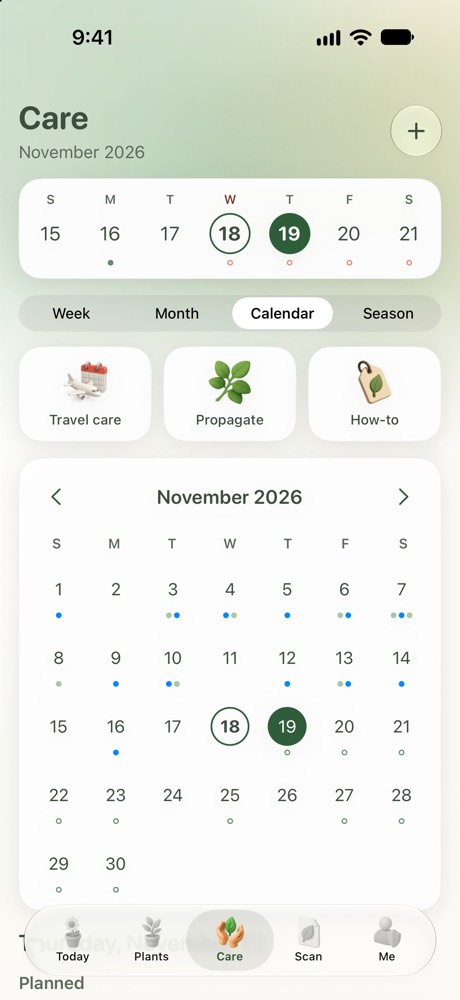 9:41
Care
November 2026
S M T W T F S
15 16 17 18 19 20 21
Week Month Calendar Season
Travel care Propagate How-to
November 2026
S M T W T F S
1 2 3 4 5 6 7
8 9 10 11 12 13 14
15 16 17 18 19 20 21
22 23 24 25 26 27 28
29 30
Today Plants Care Scan Me
Planned